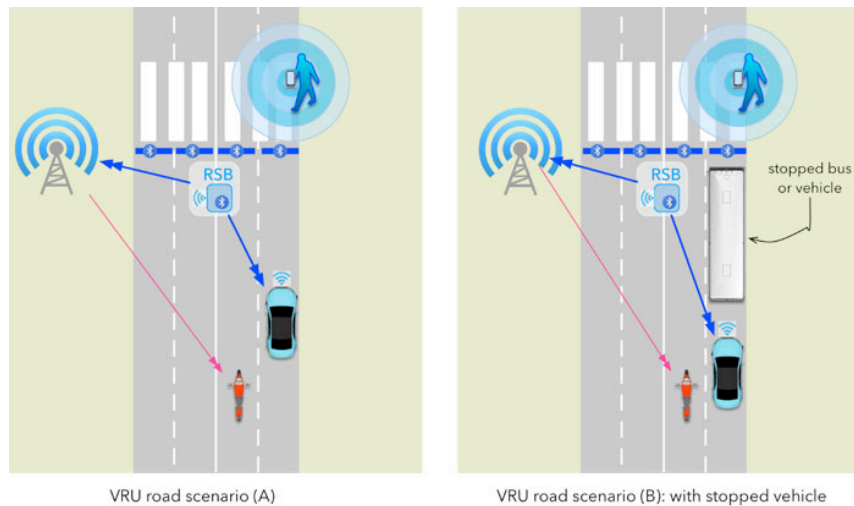 RSB
RSB
stopped bus
or vehicle
VRU road scenario (A)
VRU road scenario (B): with stopped vehicle